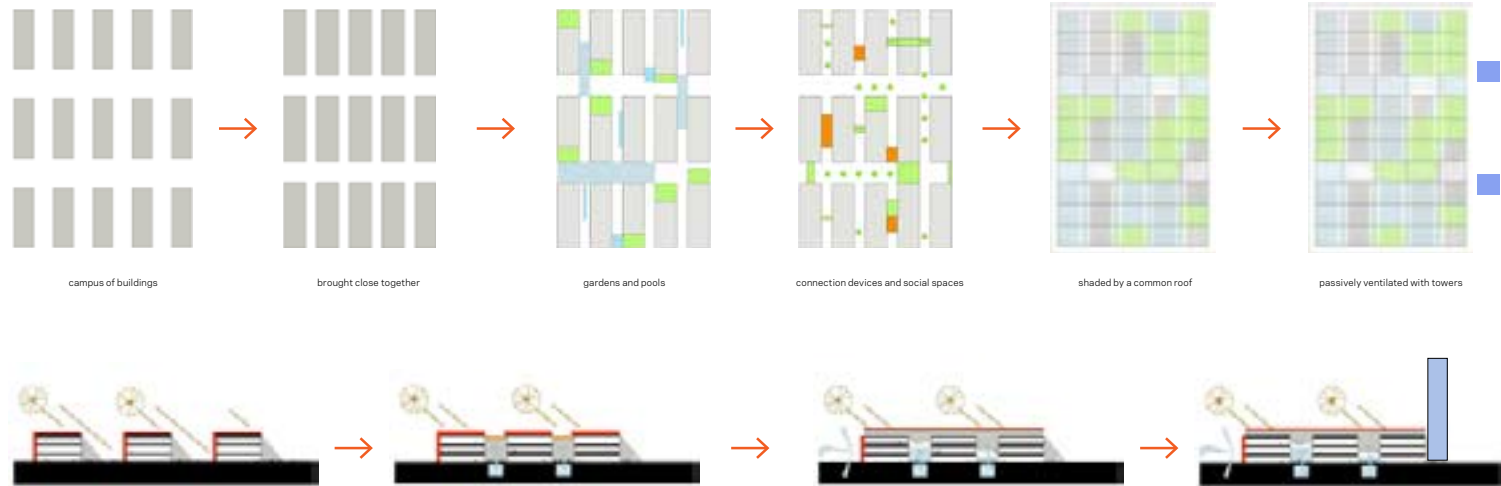 campus of buildings
brought close together
gardens and pools
connection devices and social spaces
shaded by a common roof
passively ventilated with towers